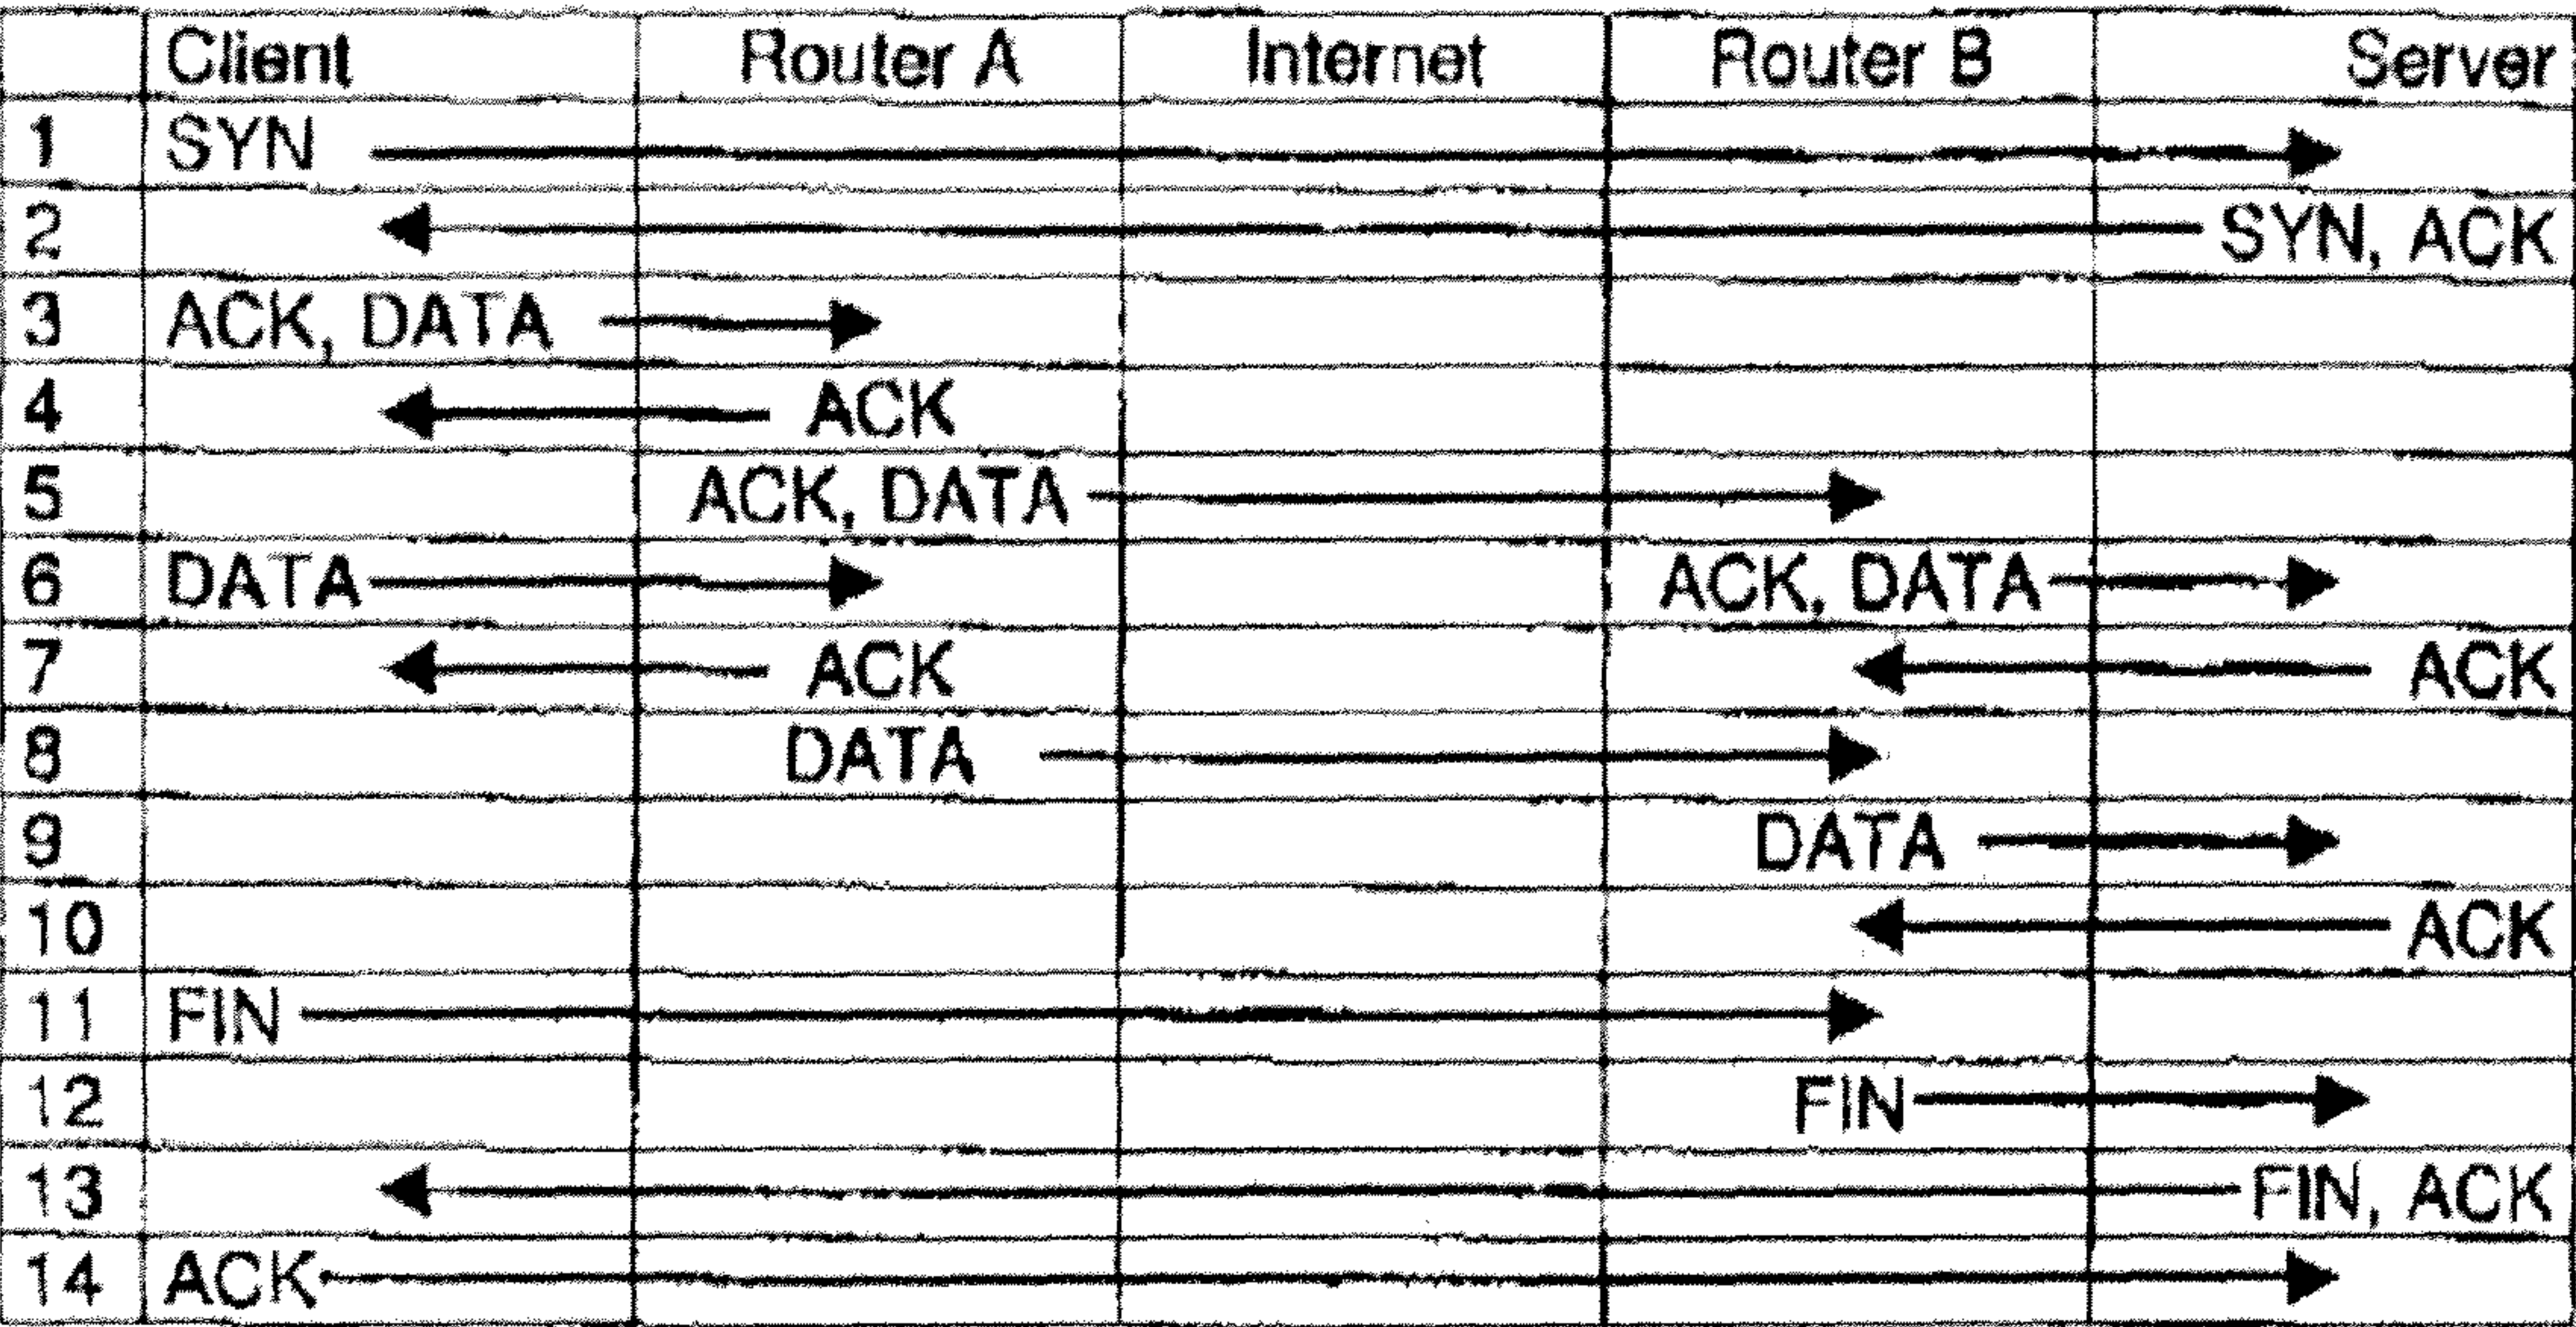 Client Router A Internet Router B Server
1 SYN
2 SYN, ACK
3 ACK, DATA
4 ACK
5 ACK, DATA
6 DATA ACK, DATA
7 ACK ACK
8 DATA
9 DATA
10 ACK
11 FIN
12 FIN
13 FIN, ACK
14 ACK